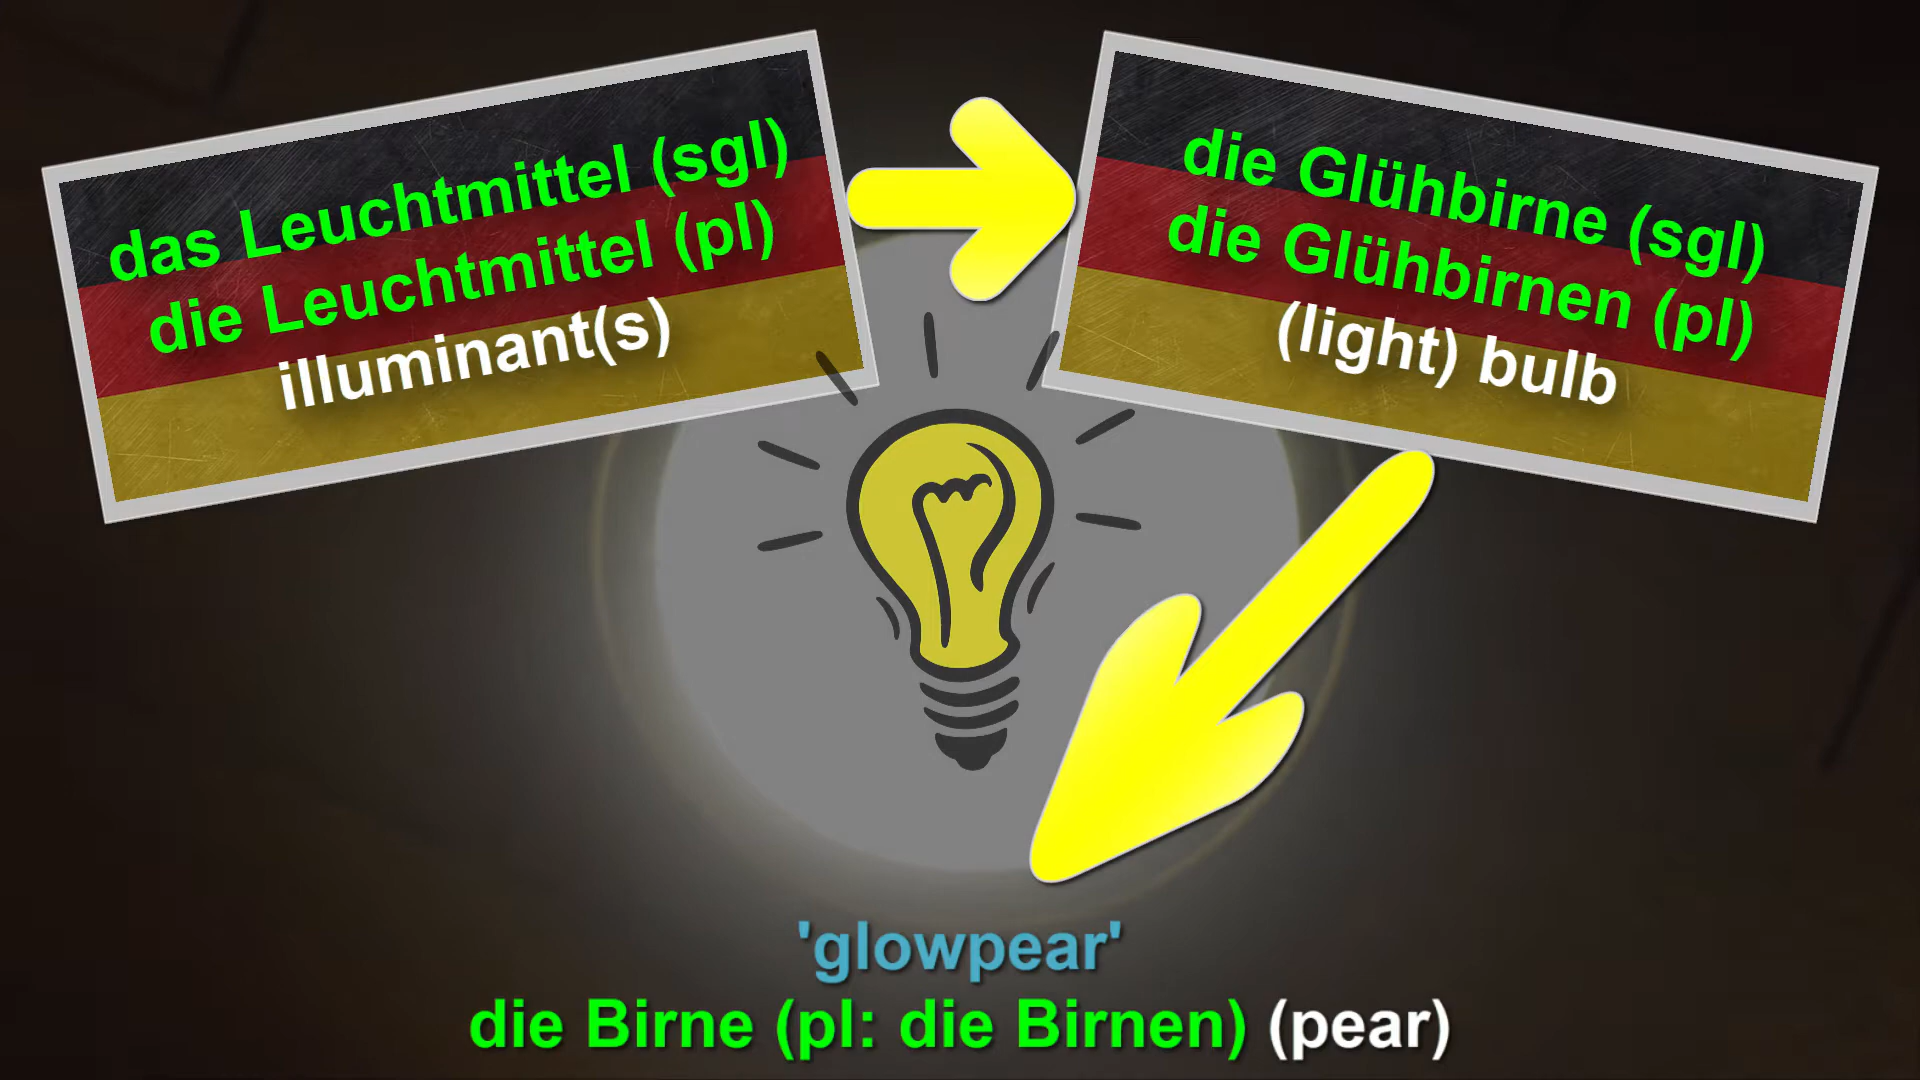 das Leuchtmittel (sgl)
die Leuchtmittel (pl)
illuminant(s)
die Glühbirne (sgl)
die Glühbirnen (pl)
(light) bulb
'glowpear'
die Birne (pl: die Birnen) (pear)